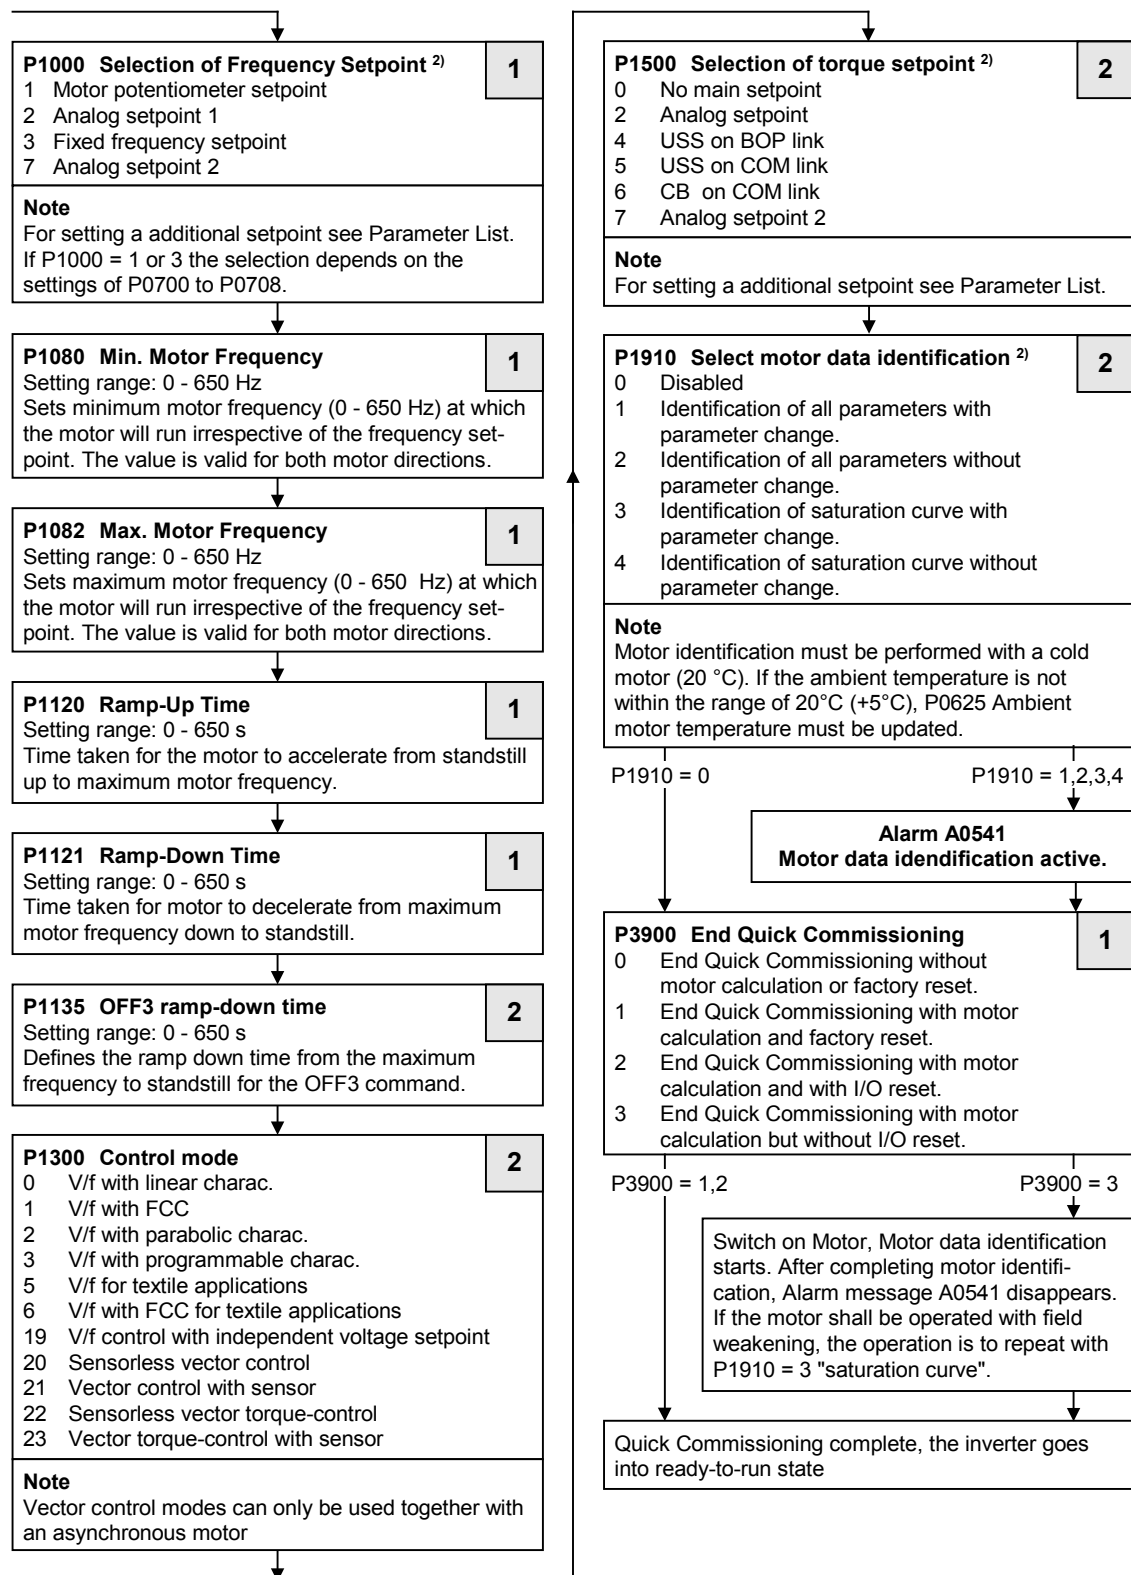 P1000 Selection of Frequency Setpoint 2)
1
1 Motor potentiometer setpoint
2 Analog setpoint 1
3 Fixed frequency setpoint
7 Analog setpoint 2
Note
For setting a additional setpoint see Parameter List.
If P1000 = 1 or 3 the selection depends on the
settings of P0700 to P0708.
P1080 Min. Motor Frequency
1
Setting range: 0 - 650 Hz
Sets minimum motor frequency (0 - 650 Hz) at which
the motor will run irrespective of the frequency set-
point. The value is valid for both motor directions.
P1082 Max. Motor Frequency
1
Setting range: 0 - 650 Hz
Sets maximum motor frequency (0 - 650 Hz) at which
the motor will run irrespective of the frequency set-
point. The value is valid for both motor directions.
P1120 Ramp-Up Time
1
Setting range: 0 - 650 s
Time taken for the motor to accelerate from standstill
up to maximum motor frequency.
P1121 Ramp-Down Time
1
Setting range: 0 - 650 s
Time taken for motor to decelerate from maximum
motor frequency down to standstill.
P1135 OFF3 ramp-down time
2
Setting range: 0 - 650 s
Defines the ramp down time from the maximum
frequency to standstill for the OFF3 command.
P1300 Control mode
2
0 V/f with linear charac.
1 V/f with FCC
2 V/f with parabolic charac.
3 V/f with programmable charac.
5 V/f for textile applications
6 V/f with FCC for textile applications
19 V/f control with independent voltage setpoint
20 Sensorless vector control
21 Vector control with sensor
22 Sensorless vector torque-control
23 Vector torque-control with sensor
Note
Vector control modes can only be used together with
an asynchronous motor
P1500 Selection of torque setpoint 2)
2
0 No main setpoint
2 Analog setpoint
4 USS on BOP link
5 USS on COM link
6 CB on COM link
7 Analog setpoint 2
Note
For setting a additional setpoint see Parameter List.
P1910 Select motor data identification 2)
2
0 Disabled
1 Identification of all parameters with
parameter change.
2 Identification of all parameters without
parameter change.
3 Identification of saturation curve with
parameter change.
4 Identification of saturation curve without
parameter change.
Note
Motor identification must be performed with a cold
motor (20 °C). If the ambient temperature is not
within the range of 20°C (+5°C), P0625 Ambient
motor temperature must be updated.
P1910 = 0
P1910 = 1,2,3,4
Alarm A0541
Motor data idendification active.
P3900 End Quick Commissioning
1
0 End Quick Commissioning without
motor calculation or factory reset.
1 End Quick Commissioning with motor
calculation and factory reset.
2 End Quick Commissioning with motor
calculation and with I/O reset.
3 End Quick Commissioning with motor
calculation but without I/O reset.
P3900 = 1,2
P3900 = 3
Switch on Motor, Motor data identification
starts. After completing motor identifi-
cation, Alarm message A0541 disappears.
If the motor shall be operated with field
weakening, the operation is to repeat with
P1910 = 3 "saturation curve".
Quick Commissioning complete, the inverter goes
into ready-to-run state